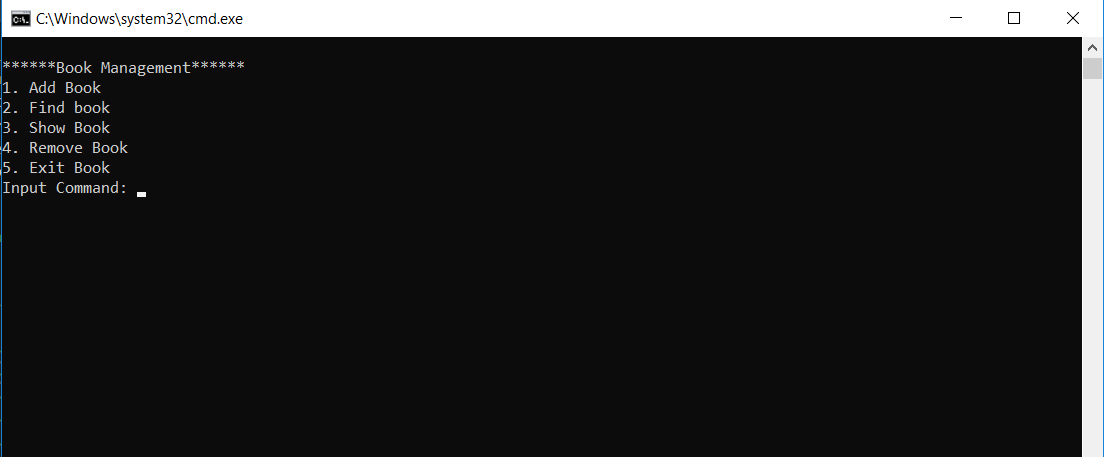 C:\Windows\system32\cmd.exe
******Book Management******
1. Add Book
2. Find book
3. Show Book
4. Remove Book
5. Exit Book
Input Command: